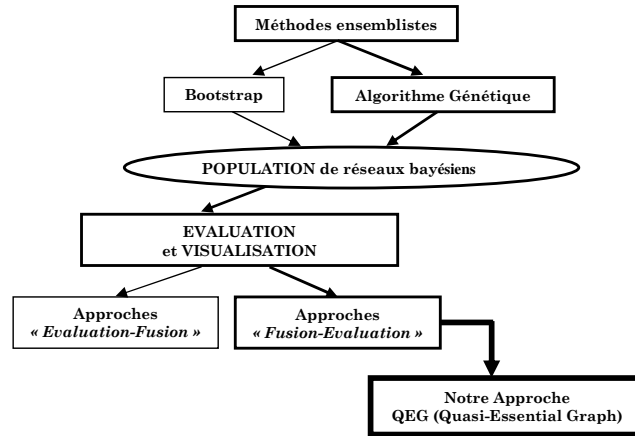 Méthodes ensemblistes
Bootstrap
Algorithme Génétique
POPULATION de réseaux bayésiens
EVALUATION
et VISUALISATION
Approches
« Evaluation-Fusion »
Approches
« Fusion-Evaluation »
Notre Approche
QEG (Quasi-Essential Graph)